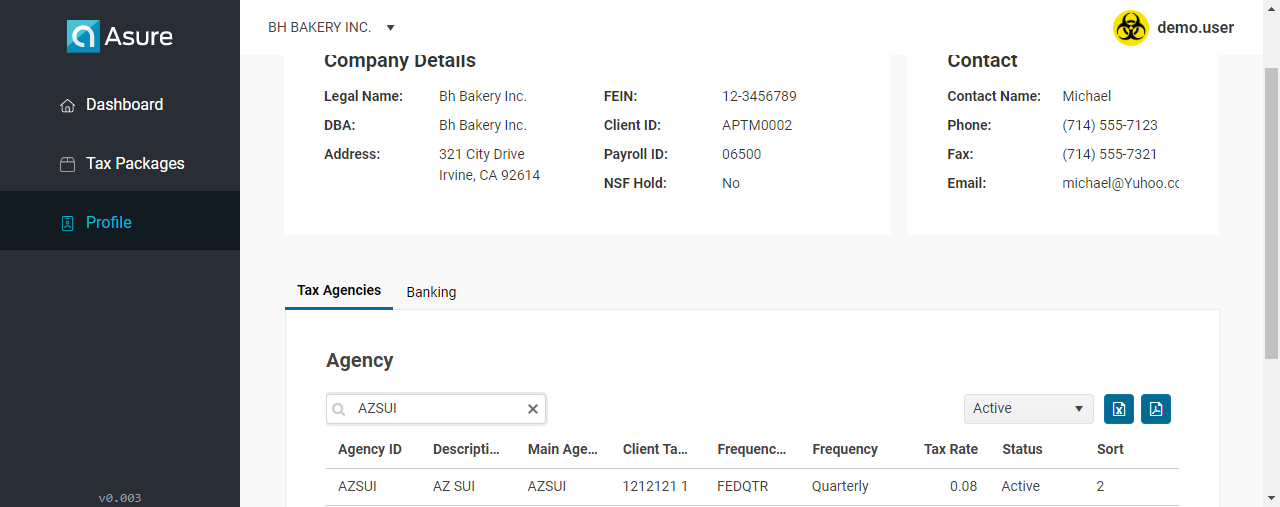 Asure
BH BAKERY INC.
demo.user
Dashboard
Tax Packages
Profile
v0.003
Company Details
Legal Name: Bh Bakery Inc. FEIN: 12-3456789
DBA: Bh Bakery Inc. Client ID: APTM0002
Address: 321 City Drive Payroll ID: 06500
Irvine, CA 92614
NSF Hold: No
Contact
Contact Name: Michael
Phone: (714) 555-7123
Fax: (714) 555-7321
Email: michael@Yuhoo.cc
Tax Agencies Banking
Agency
AZSUI Active
Agency ID Descripti... Main Age... Client Ta... Frequenc... Frequency Tax Rate Status Sort
AZSUI AZ SUI AZSUI 1212121 1 FEDQTR Quarterly 0.08 Active 2